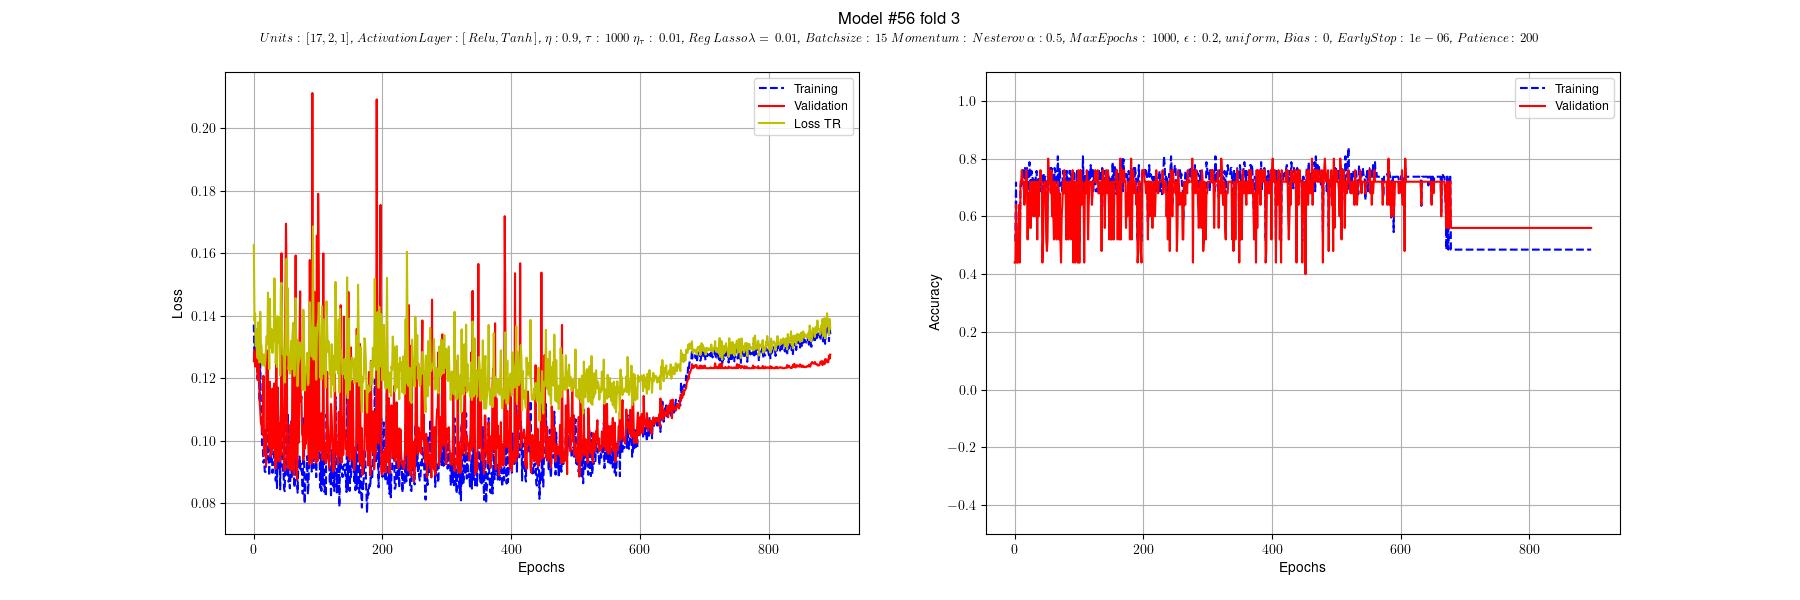 Model #56 fold 3
Units : [17, 2, 1], ActivationLayer : [ Relu, Tanh ], η : 0.9, τ : 1000 η_τ : 0.01, Reg Lasso λ = 0.01, Batchsize : 15 Momentum : Nesterov α : 0.5, MaxEpochs : 1000, ϵ : 0.2, uniform, Bias : 0, EarlyStop : 1e − 06, Patience : 200
Training
Validation
Loss TR
0.20
0.18
0.16
0.14
0.12
0.10
0.08
Loss
0
200
400
600
800
Epochs
Training
Validation
1.0
0.8
0.6
0.4
0.2
0.0
−0.2
−0.4
Accuracy
0
200
400
600
800
Epochs